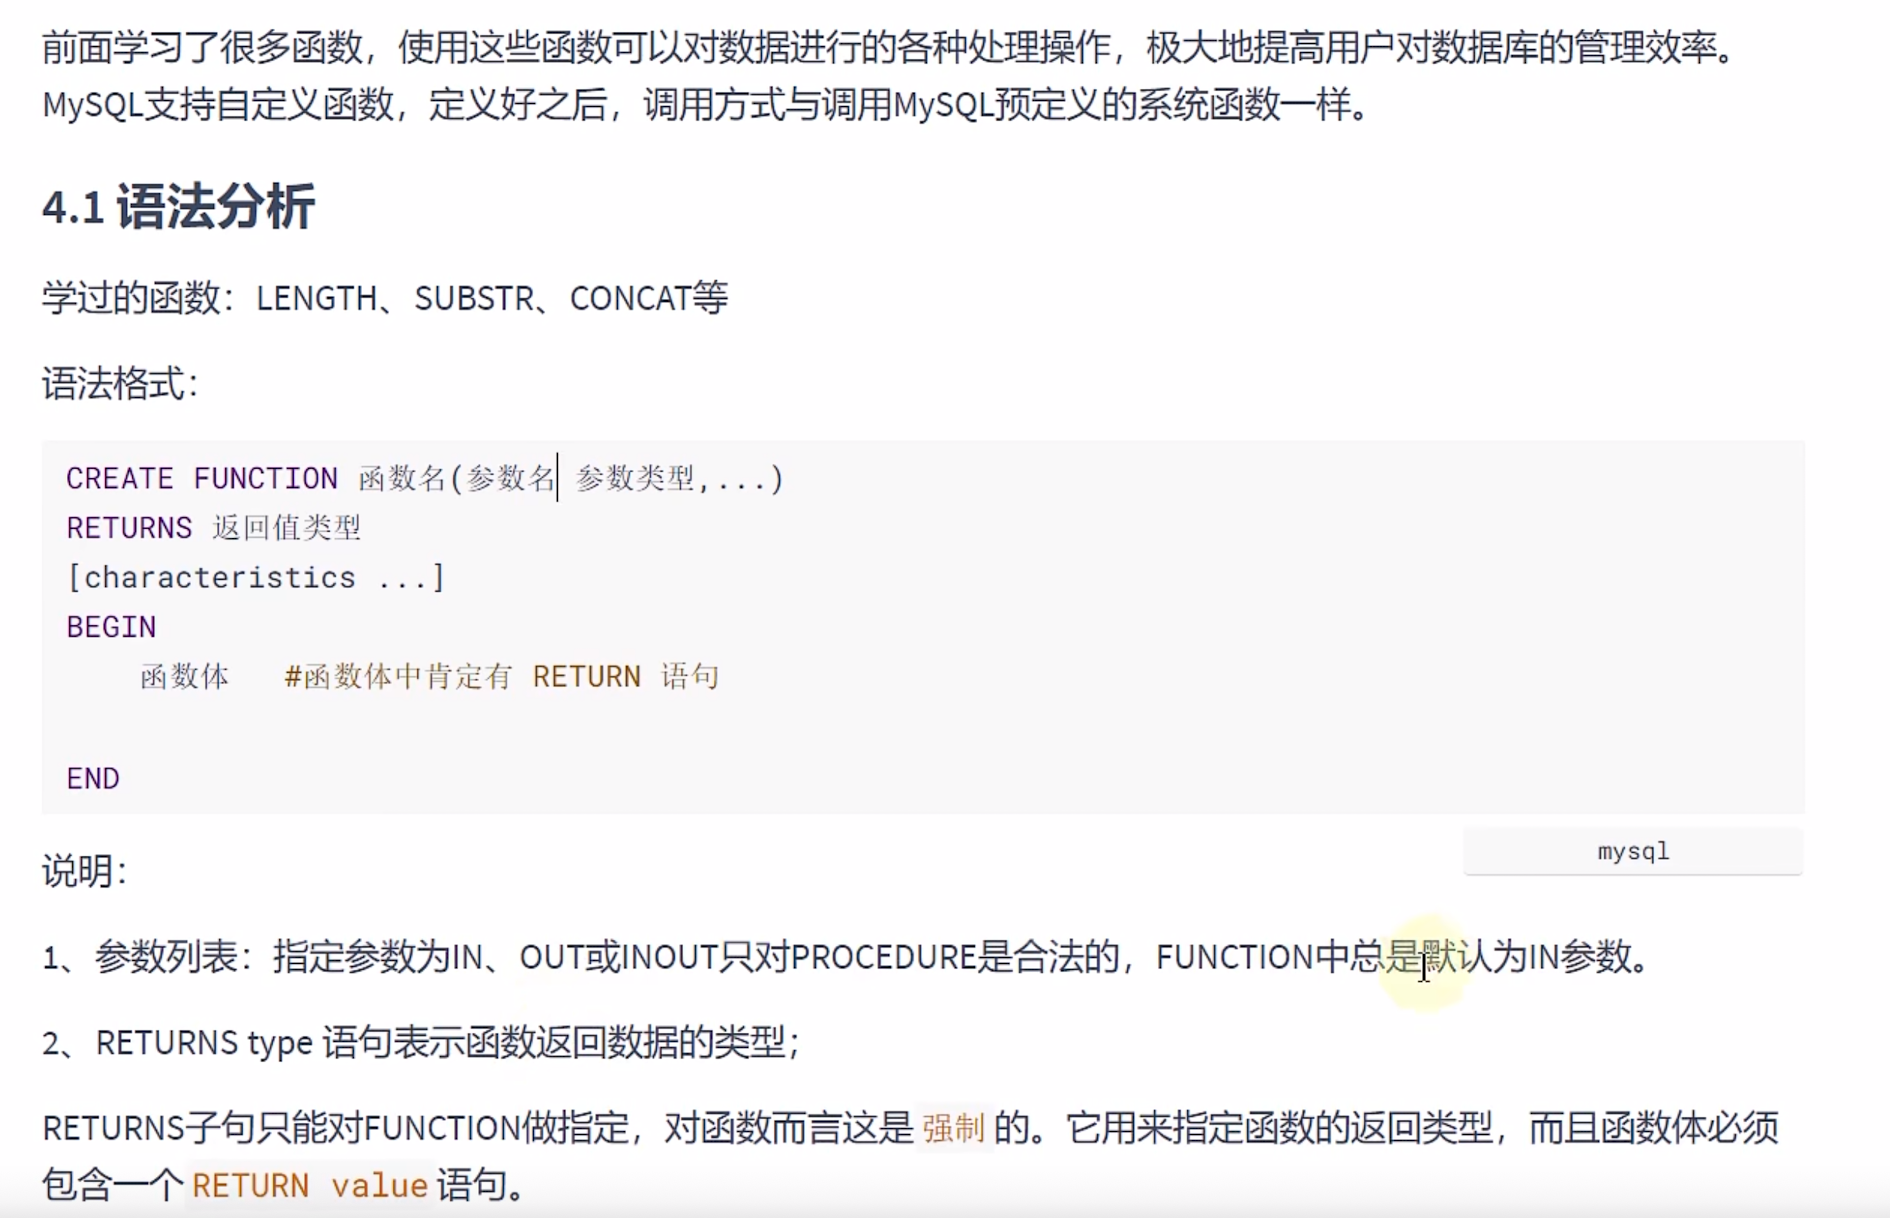 前面学习了很多函数，使用这些函数可以对数据进行的各种处理操作，极大地提高用户对数据库的管理效率。
MySQL支持自定义函数，定义好之后，调用方式与调用MySQL预定义的系统函数一样。
4.1 语法分析
学过的函数：LENGTH、SUBSTR、CONCAT等
语法格式：
CREATE FUNCTION 函数名(参数名 参数类型,...)
RETURNS 返回值类型
[characteristics ...]
BEGIN
函数体 #函数体中肯定有 RETURN 语句
END
mysql
说明：
1、参数列表：指定参数为IN、OUT或INOUT只对PROCEDURE是合法的，FUNCTION中总是默认为IN参数。
2、RETURNS type 语句表示函数返回数据的类型；
RETURNS子句只能对FUNCTION做指定，对函数而言这是 强制 的。它用来指定函数的返回类型，而且函数体必须
包含一个 RETURN value 语句。